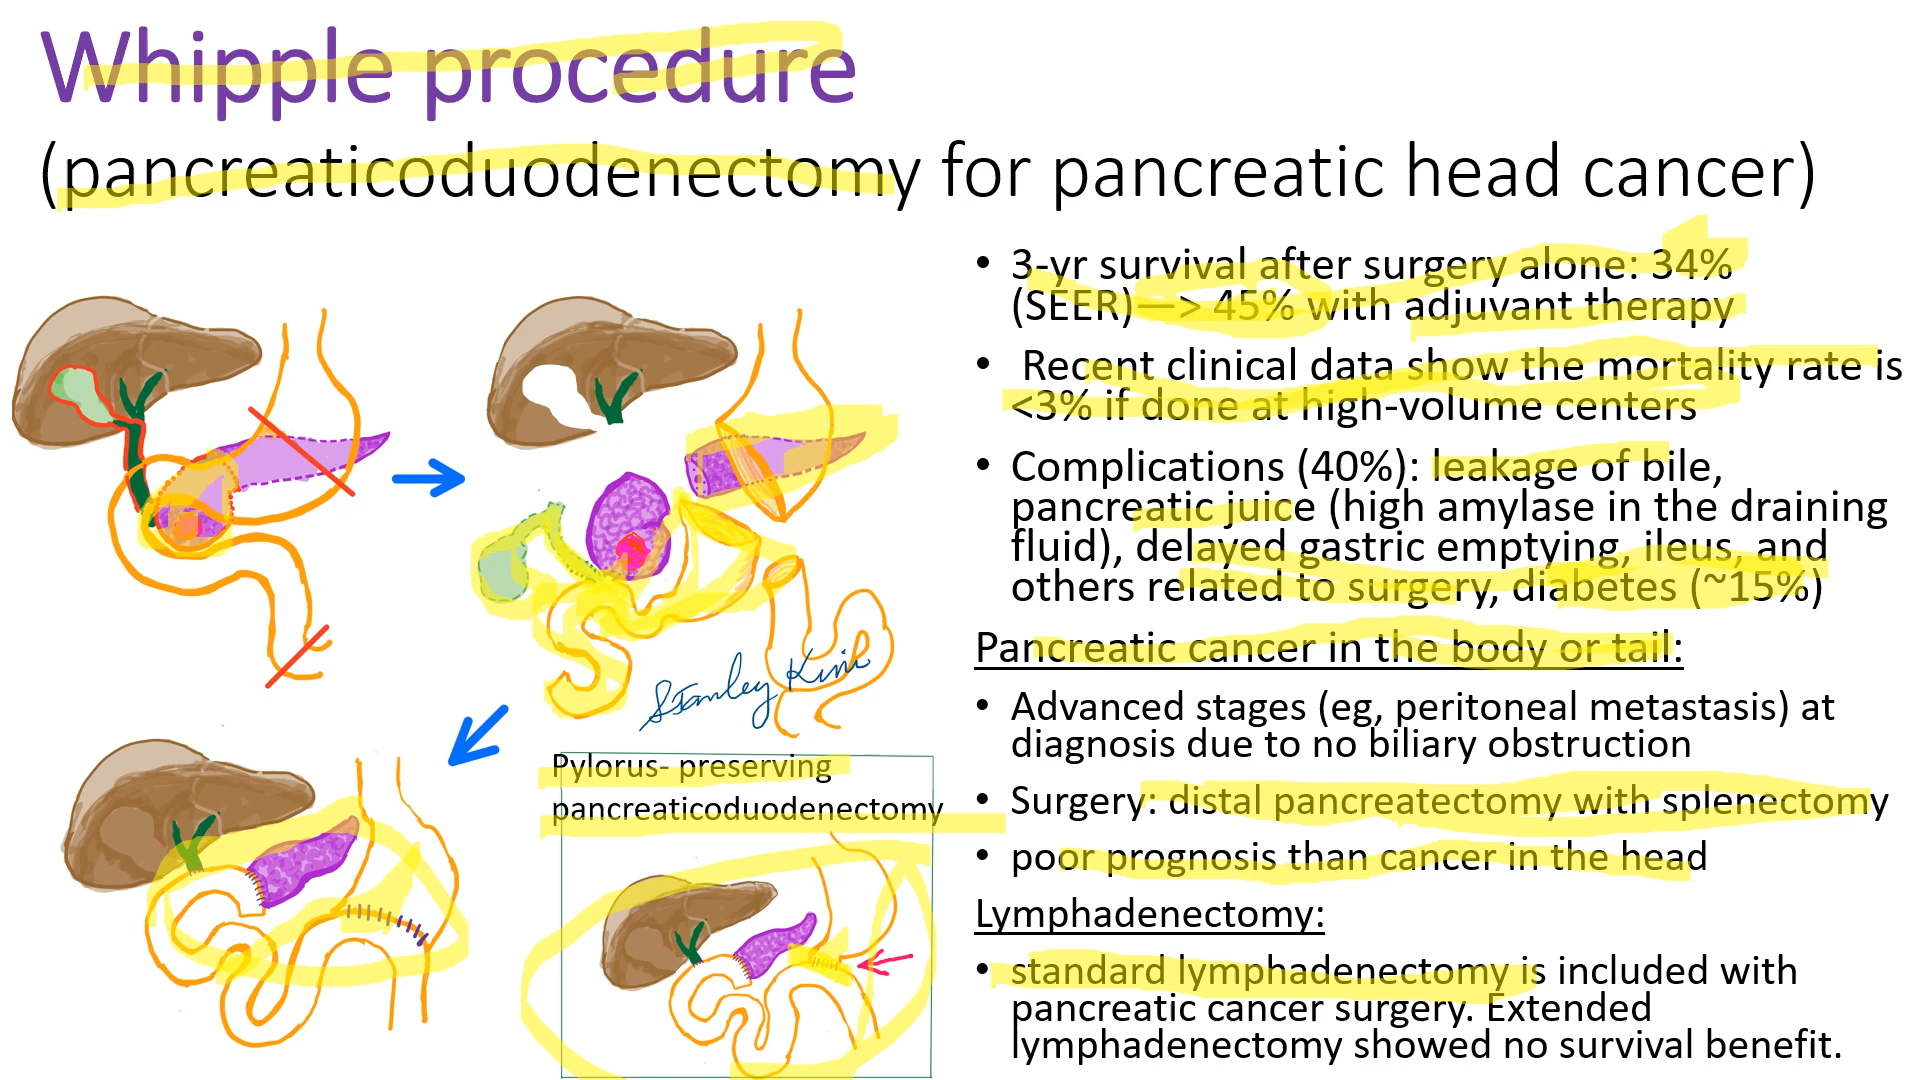 Whipple procedure
(pancreaticoduodenectomy for pancreatic head cancer)
• 3-yr survival after surgery alone: 34%
(SEER)—> 45% with adjuvant therapy
• Recent clinical data show the mortality rate is
<3% if done at high-volume centers
• Complications (40%): leakage of bile,
pancreatic juice (high amylase in the draining
fluid), delayed gastric emptying, ileus, and
others related to surgery, diabetes (~15%)
Pancreatic cancer in the body or tail:
• Advanced stages (eg, peritoneal metastasis) at
diagnosis due to no biliary obstruction
• Surgery: distal pancreatectomy with splenectomy
• poor prognosis than cancer in the head
Lymphadenectomy:
• standard lymphadenectomy is included with
pancreatic cancer surgery. Extended
lymphadenectomy showed no survival benefit.
Stanley Kim
Pylorus- preserving
pancreaticoduodenectomy